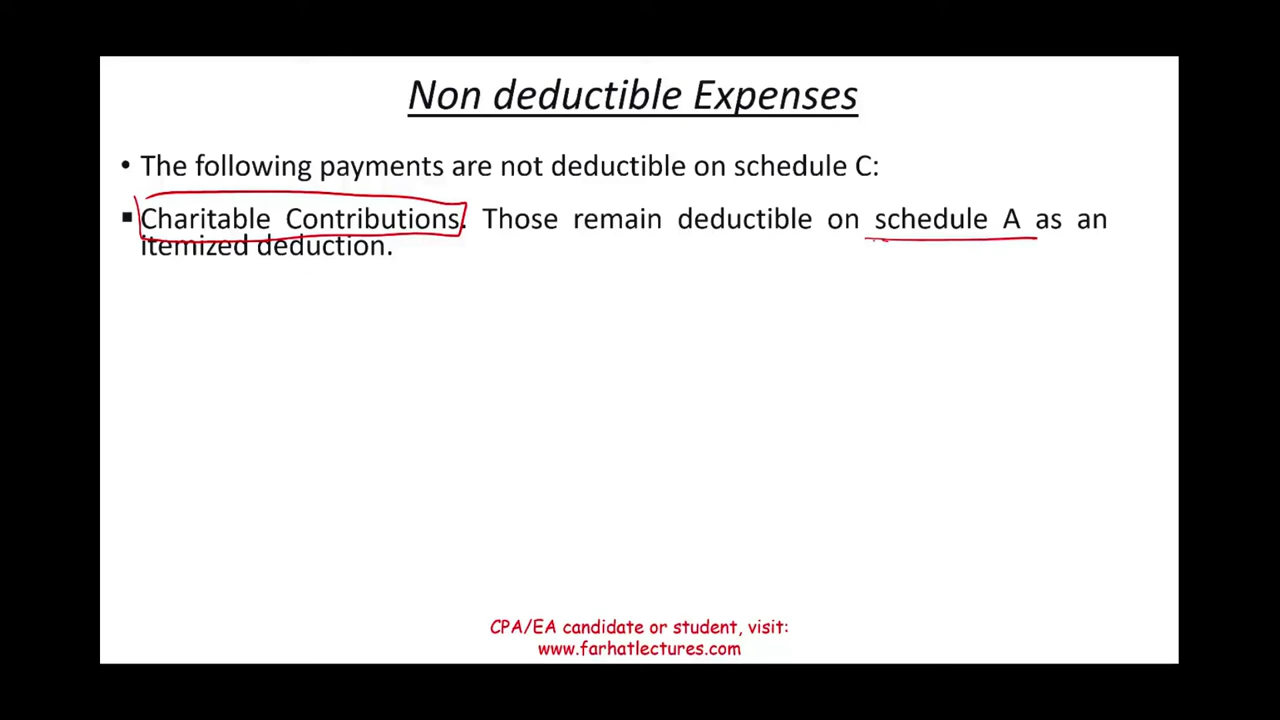 Non deductible Expenses
• The following payments are not deductible on schedule C:
▪ Charitable Contributions. Those remain deductible on schedule A as an
itemized deduction.
CPA/EA candidate or student, visit:
www.farhatlectures.com